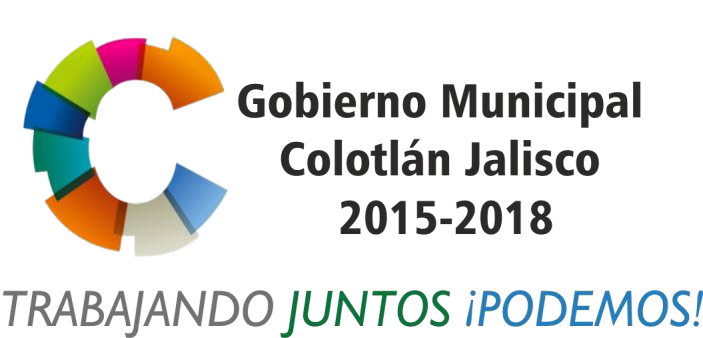 Gobierno Municipal
Colotlán Jalisco
2015-2018
TRABAJANDO JUNTOS ¡PODEMOS!